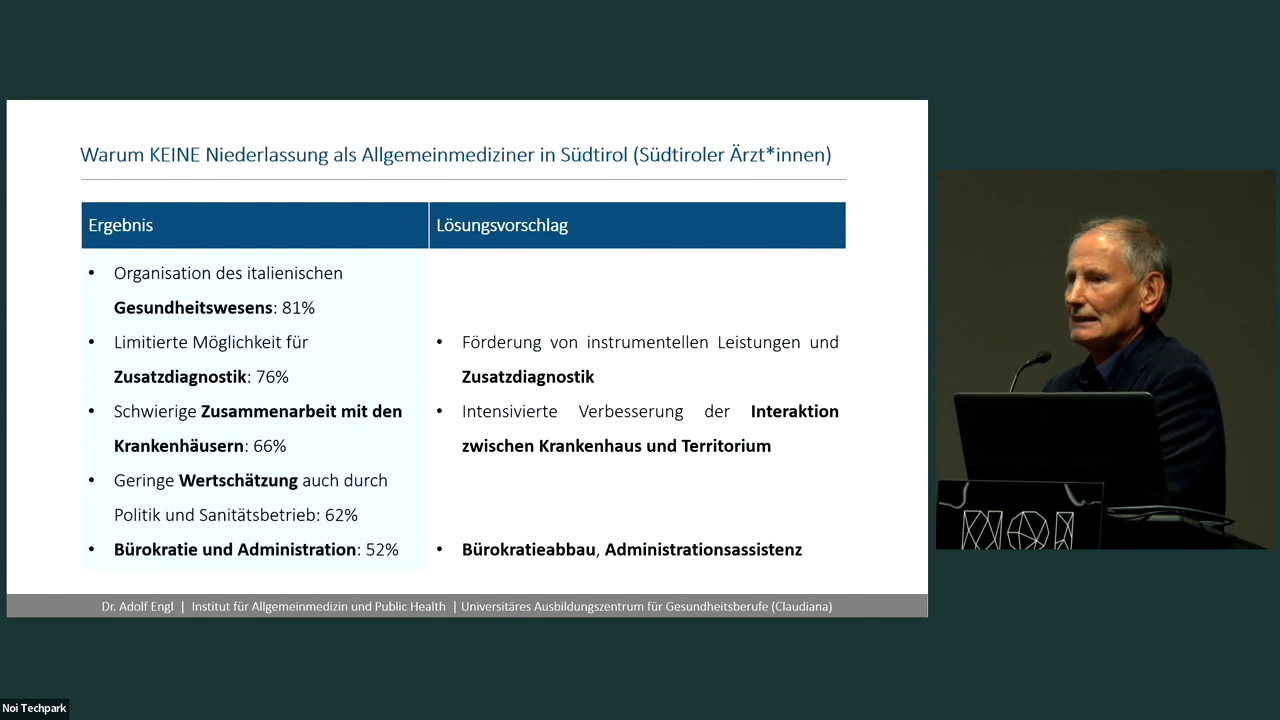 Warum KEINE Niederlassung als Allgemeinmediziner in Südtirol (Südtiroler Ärzt*innen)
Ergebnis
Lösungsvorschlag
• Organisation des italienischen
Gesundheitswesens: 81%
• Limitierte Möglichkeit für
Zusatzdiagnostik: 76%
• Schwierige Zusammenarbeit mit den
Krankenhäusern: 66%
• Geringe Wertschätzung auch durch
Politik und Sanitätsbetrieb: 62%
• Bürokratie und Administration: 52%
• Förderung von instrumentellen Leistungen und
Zusatzdiagnostik
• Intensivierte Verbesserung der Interaktion
zwischen Krankenhaus und Territorium
• Bürokratieabbau, Administrationsassistenz
Dr. Adolf Engl | Institut für Allgemeinmedizin und Public Health | Universitäres Ausbildungszentrum für Gesundheitsberufe (Claudiana)
NOI
Noi Techpark